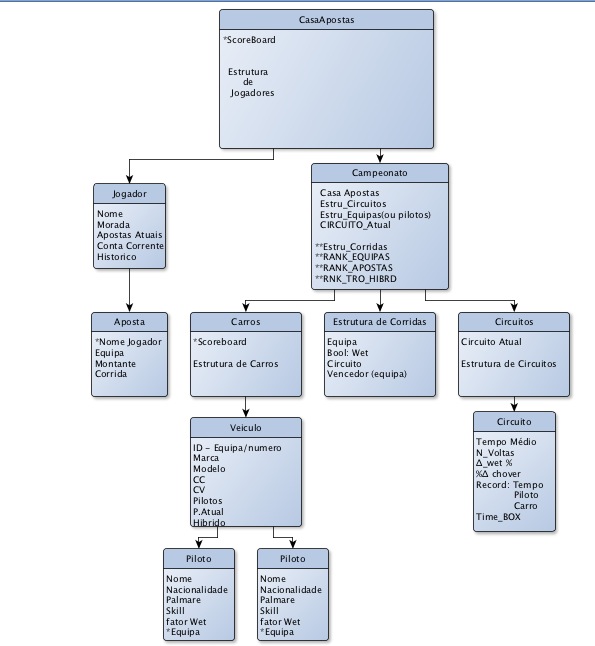 CasaApostas
*ScoreBoard
Estrutura
de
Jogadores
Jogador
Nome
Morada
Apostas Atuais
Conta Corrente
Historico
Campeonato
Casa Apostas
Estru_Circuitos
Estru_Equipas(ou pilotos)
CIRCUITO_Atual
**Estru_Corridas
**RANK_EQUIPAS
**RANK_APOSTAS
**RNK_TRO_HIBRD
Aposta
*Nome Jogador
Equipa
Montante
Corrida
Carros
*Scoreboard
Estrutura de Carros
Estrutura de Corridas
Equipa
Bool: Wet
Circuito
Vencedor (equipa)
Circuitos
Circuito Atual
Estrutura de Circuitos
Veiculo
ID - Equipa/numero
Marca
Modelo
CC
CV
Pilotos
P.Atual
Hibrido
Circuito
Tempo Médio
N_Voltas
Δ_wet %
%Δ chover
Record: Tempo
Piloto
Carro
Time_BOX
Piloto
Nome
Nacionalidade
Palmare
Skill
fator Wet
*Equipa
Piloto
Nome
Nacionalidade
Palmare
Skill
fator Wet
*Equipa